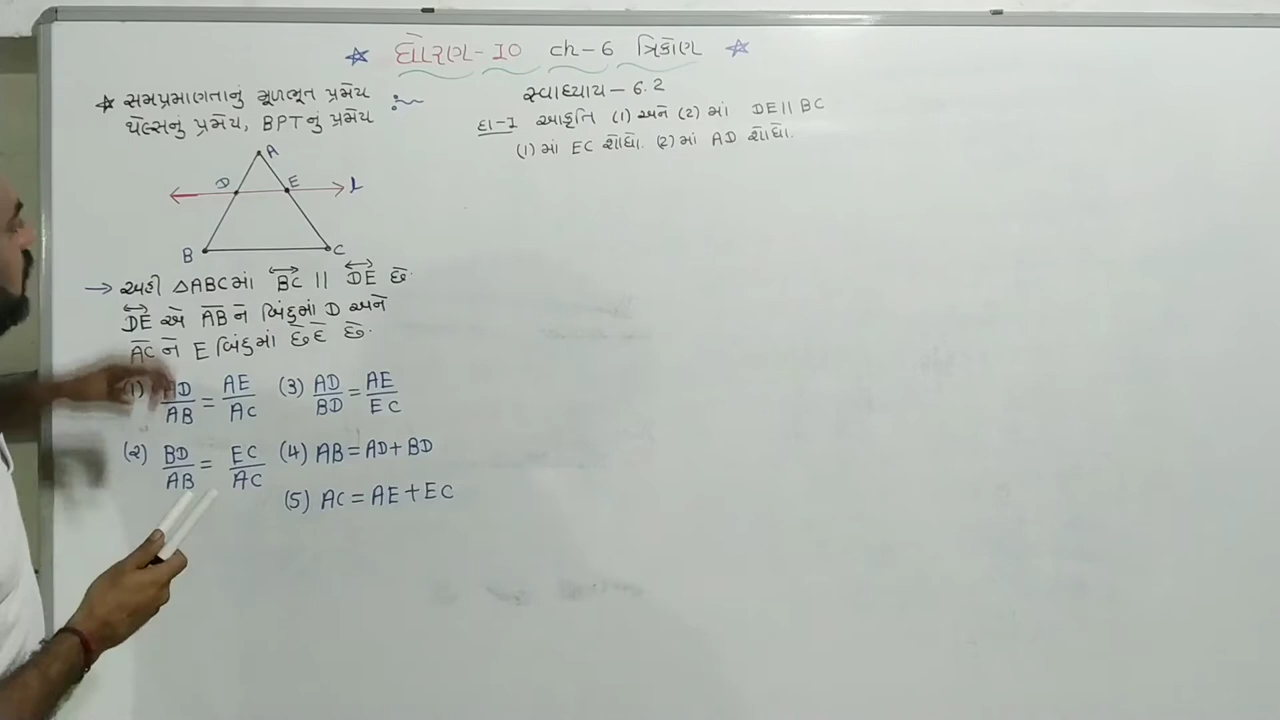 ☆ ધોરણ-10 ch-6 ત્રિકોણ ☆
☆ સમપ્રમાણતાનું મૂળભૂત પ્રમેય
થેલ્સનું પ્રમેય, BPT નું પ્રમેય
A
D E l
B C
→ અહીં △ABCમાં BC || DE છે.
DE એ AB ને બિંદુમાં D અને
AC ને E બિંદુમાં છેદે છે.
(1) AD/AB = AE/AC (3) AD/BD = AE/EC
(2) BD/AB = EC/AC (4) AB = AD + BD
(5) AC = AE + EC
સ્વાધ્યાય - 6.2
દા-1 આકૃતિ (1) અને (2) માં DE || BC
(1) માં EC શોધો. (2) માં AD શોધો.